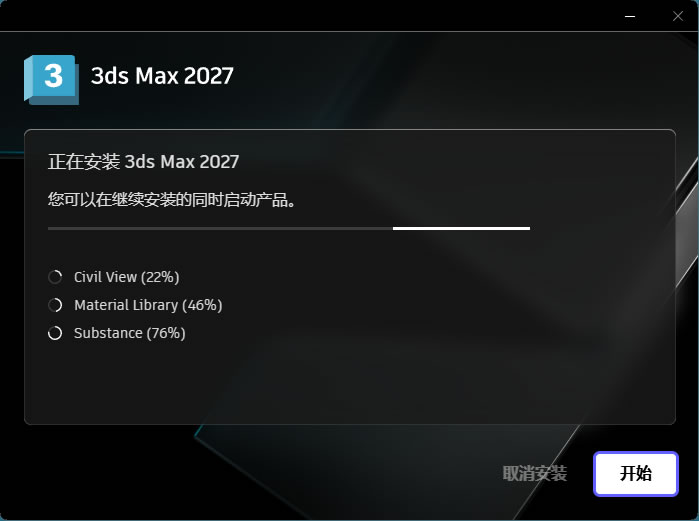 3
3ds Max 2027
正在安装 3ds Max 2027
您可以在继续安装的同时启动产品。
Civil View (22%)
Material Library (46%)
Substance (76%)
取消安装
开始